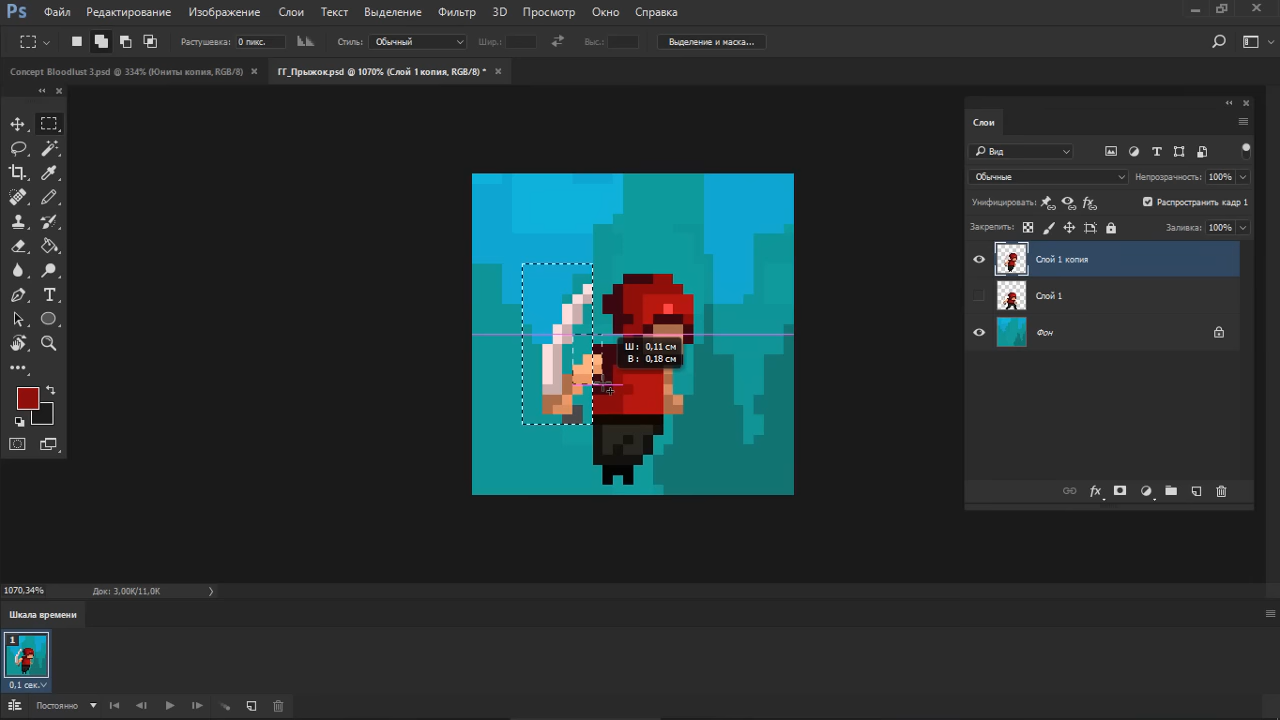 Ps Файл Редактирование Изображение Слои Текст Выделение Фильтр 3D Просмотр Окно Справка
Растушевка: 0 пикс. Стиль: Обычный Шир.: Выс.: Выделение и маска...
Concept Bloodlust 3.psd @ 334% (Юниты копия, RGB/8) ГГ_Прыжок.psd @ 1070% (Слой 1 копия, RGB/8) *
Слои
Вид
Обычные Непрозрачность: 100%
Унифицировать: Распространить кадр 1
Закрепить: Заливка: 100%
Слой 1 копия
Слой 1
Фон
Ш: 0,11 см
В: 0,18 см
fx
1070,34% Док: 3,00K/11,0K
Шкала времени
1
0,1 сек.
Постоянно